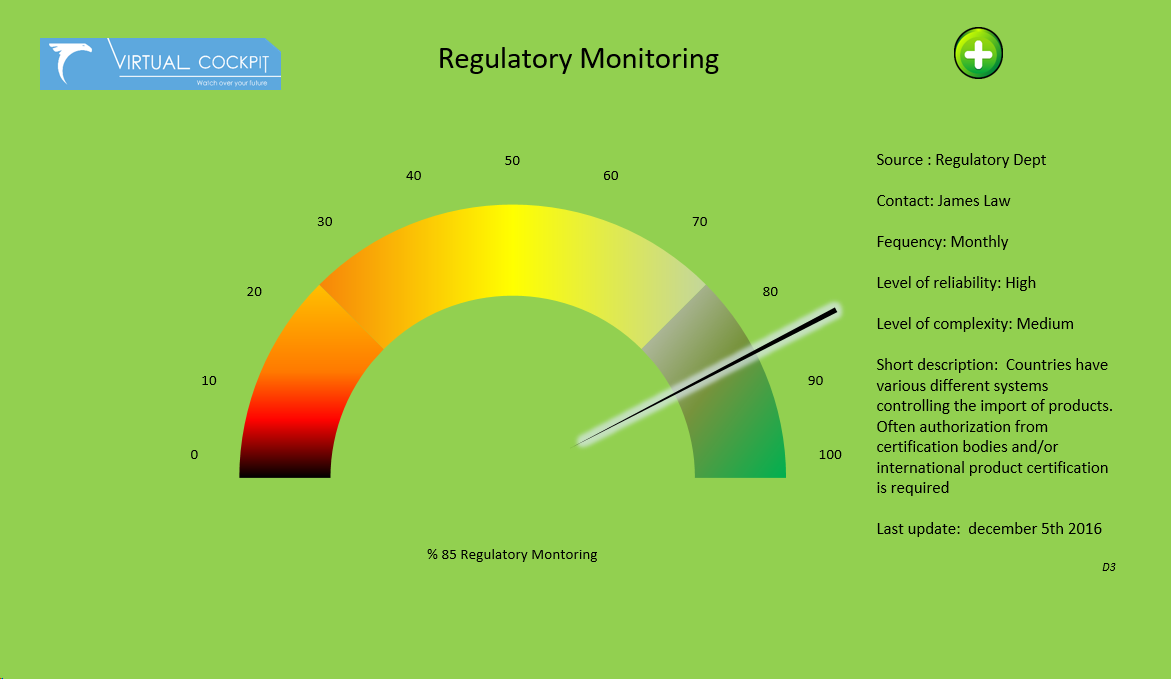 VIRTUAL COCKPIT
Watch over your future
Regulatory Monitoring
50
40
60
30
70
20
80
10
90
0
100
% 85 Regulatory Montoring
Source : Regulatory Dept
Contact: James Law
Fequency: Monthly
Level of reliability: High
Level of complexity: Medium
Short description:  Countries have
various different systems
controlling the import of products.
Often authorization from
certification bodies and/or
international product certification
is required
Last update:  december 5th 2016
D3